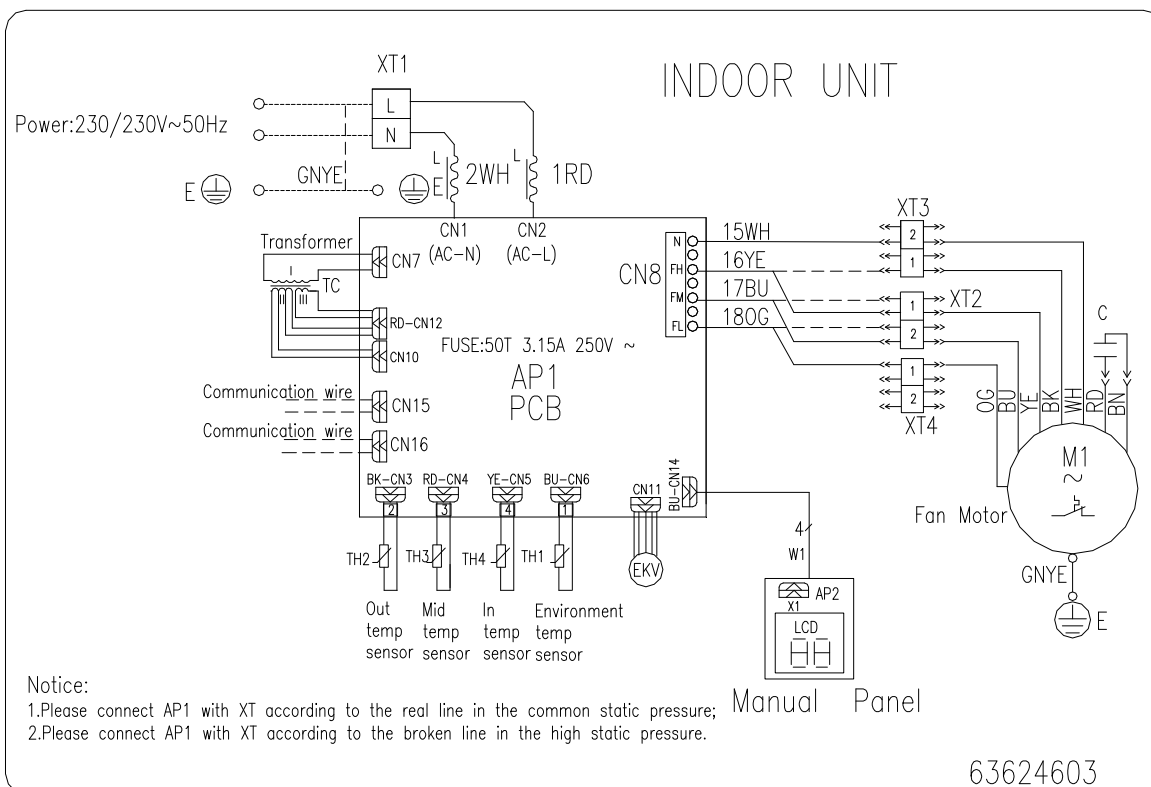 INDOOR UNIT
XT1
L
N
Power:230/230V~50Hz
GNYE
E
L
E
2WH
L
1RD
CN1
(AC-N)
CN2
(AC-L)
Transformer
I
II
III
TC
CN7
RD-CN12
CN10
FUSE:50T 3.15A 250V ~
AP1
PCB
Communication wire
CN15
Communication wire
CN16
CN8
N
FH
FM
FL
15WH
16YE
17BU
18OG
XT3
2
1
1
XT2
2
1
2
XT4
C
OG
BU
YE
BK
WH
RD
BN
M1
~
Fan Motor
GNYE
E
BK-CN3
RD-CN4
YE-CN5
BU-CN6
2
3
4
1
CN11
BU-CN14
TH2
TH3
TH4
TH1
EKV
4
W1
AP2
X1
LCD
88
Out
temp
sensor
Mid
temp
sensor
In
temp
sensor
Environment
temp
sensor
Manual Panel
Notice:
1.Please connect AP1 with XT according to the real line in the common static pressure;
2.Please connect AP1 with XT according to the broken line in the high static pressure.
63624603